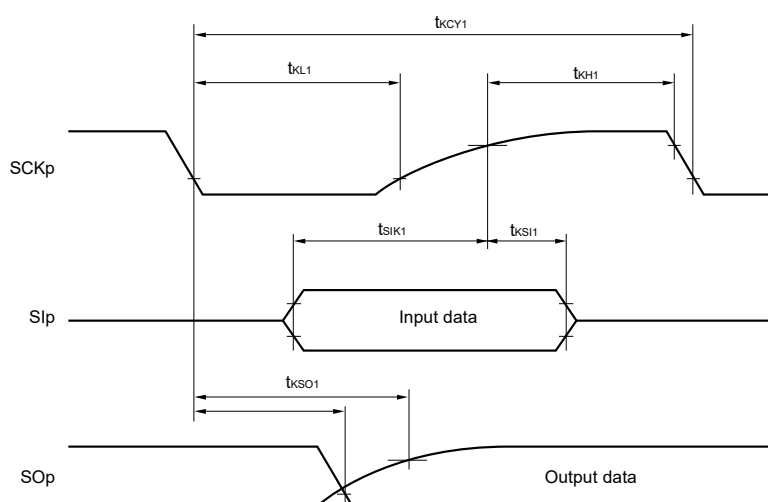 tKCY1
tKL1
tKH1
SCKp
tSIK1
tKSI1
SIp
Input data
tKSO1
SOp
Output data